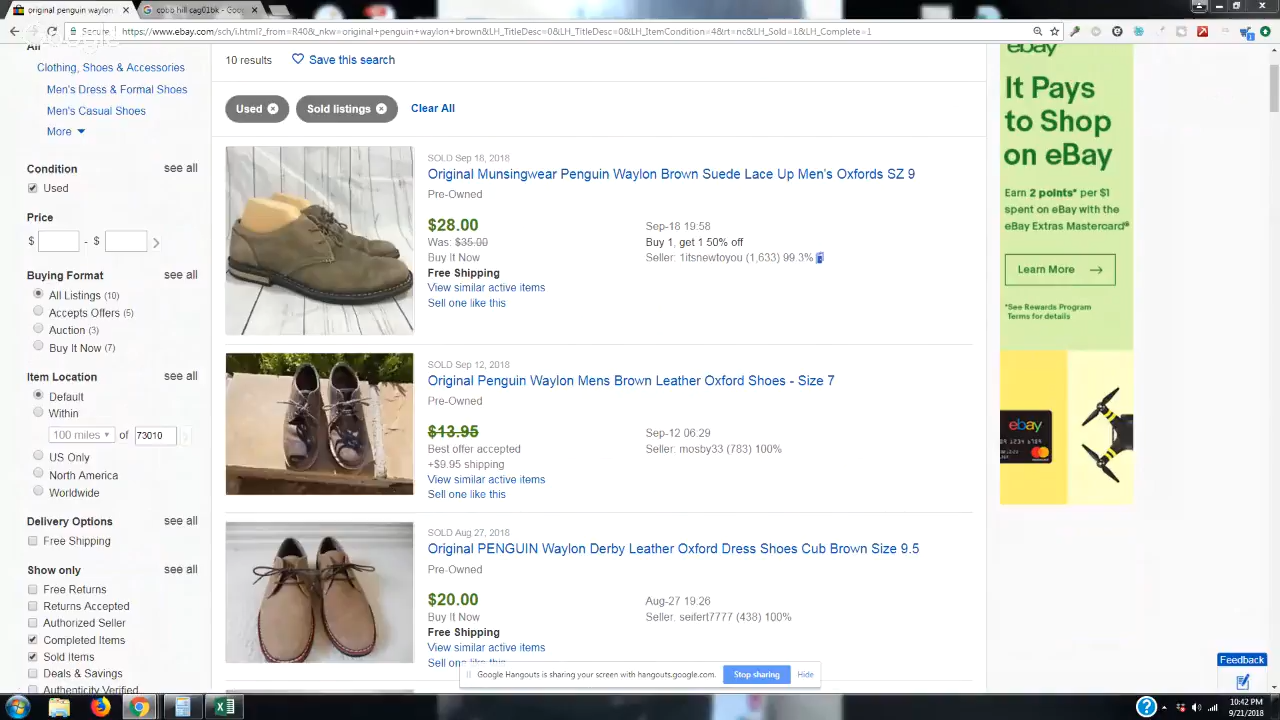 original penguin waylon
cobb hill cag01bk - Google
Secure
https://www.ebay.com/sch/i.html?_from=R40&_nkw=original+penguin+waylon+brown&LH_TitleDesc=0&LH_TitleDesc=0&LH_ItemCondition=4&rt=nc&LH_Sold=1&LH_Complete=1
All
Clothing, Shoes & Accessories
Men's Dress & Formal Shoes
Men's Casual Shoes
More
Condition
see all
Used
Price
$ - $
Buying Format
see all
All Listings (10)
Accepts Offers (5)
Auction (3)
Buy It Now (7)
Item Location
see all
Default
Within
100 miles of 73010
US Only
North America
Worldwide
Delivery Options
see all
Free Shipping
Show only
see all
Free Returns
Returns Accepted
Authorized Seller
Completed Items
Sold Items
Deals & Savings
Authenticity Verified
10 results
Save this search
Used
Sold listings
Clear All
SOLD Sep 18, 2018
Original Munsingwear Penguin Waylon Brown Suede Lace Up Men's Oxfords SZ 9
Pre-Owned
$28.00
Was: $35.00
Buy It Now
Free Shipping
View similar active items
Sell one like this
Sep-18 19:58
Buy 1, get 1 50% off
Seller: 1itsnewtoyou (1,633) 99.3%
SOLD Sep 12, 2018
Original Penguin Waylon Mens Brown Leather Oxford Shoes - Size 7
Pre-Owned
$13.95
Best offer accepted
+$9.95 shipping
View similar active items
Sell one like this
Sep-12 06:29
Seller: mosby33 (783) 100%
SOLD Aug 27, 2018
Original PENGUIN Waylon Derby Leather Oxford Dress Shoes Cub Brown Size 9.5
Pre-Owned
$20.00
Buy It Now
Free Shipping
View similar active items
Sell one like this
Aug-27 19:26
Seller: seifert7777 (438) 100%
ebay
It Pays
to Shop
on eBay
Earn 2 points* per $1
spent on eBay with the
eBay Extras Mastercard®
Learn More
*See Rewards Program
Terms for details
ebay
Feedback
Google Hangouts is sharing your screen with hangouts.google.com.
Stop sharing
Hide
10:42 PM
9/21/2018